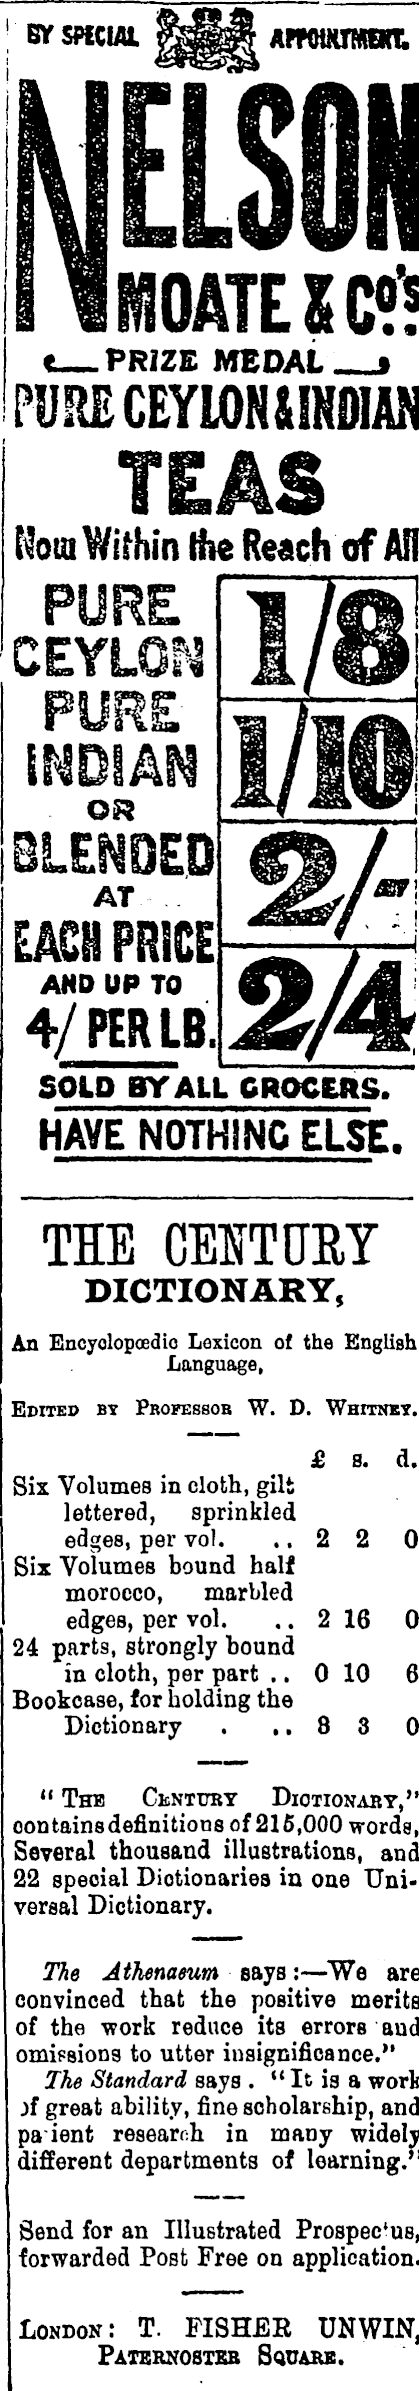 BY SPECIAL APPOINTMENT.
NELSON
MOATE & Co.'s
PRIZE MEDAL
PURE CEYLON & INDIAN
TEAS
Now Within the Reach of All
PURE
CEYLON
PURE
INDIAN
OR
BLENDED
AT
EACH PRICE
AND UP TO
4/ PER LB.
1/8
1/10
2/-
2/4
SOLD BY ALL GROCERS.
HAVE NOTHING ELSE.
THE CENTURY
DICTIONARY,
An Encyclopœdic Lexicon of the English
Language,
EDITED BY PROFESSOR W. D. WHITNEY.
£ s. d.
Six Volumes in cloth, gilt
lettered, sprinkled
edges, per vol. .. 2 2 0
Six Volumes bound half
morocco, marbled
edges, per vol. .. 2 16 0
24 parts, strongly bound
in cloth, per part .. 0 10 6
Bookcase, for holding the
Dictionary . .. 3 3 0
"THE CENTURY DICTIONARY,"
contains definitions of 215,000 words,
Several thousand illustrations, and
22 special Dictionaries in one Uni-
versal Dictionary.
The Athenaeum says:—We are
convinced that the positive merits
of the work reduce its errors and
omissions to utter insignificance."
The Standard says. "It is a work
of great ability, fine scholarship, and
pa ient research in many widely
different departments of learning."
Send for an Illustrated Prospectus,
forwarded Post Free on application.
LONDON: T. FISHER UNWIN,
PATERNOSTER SQUARE.